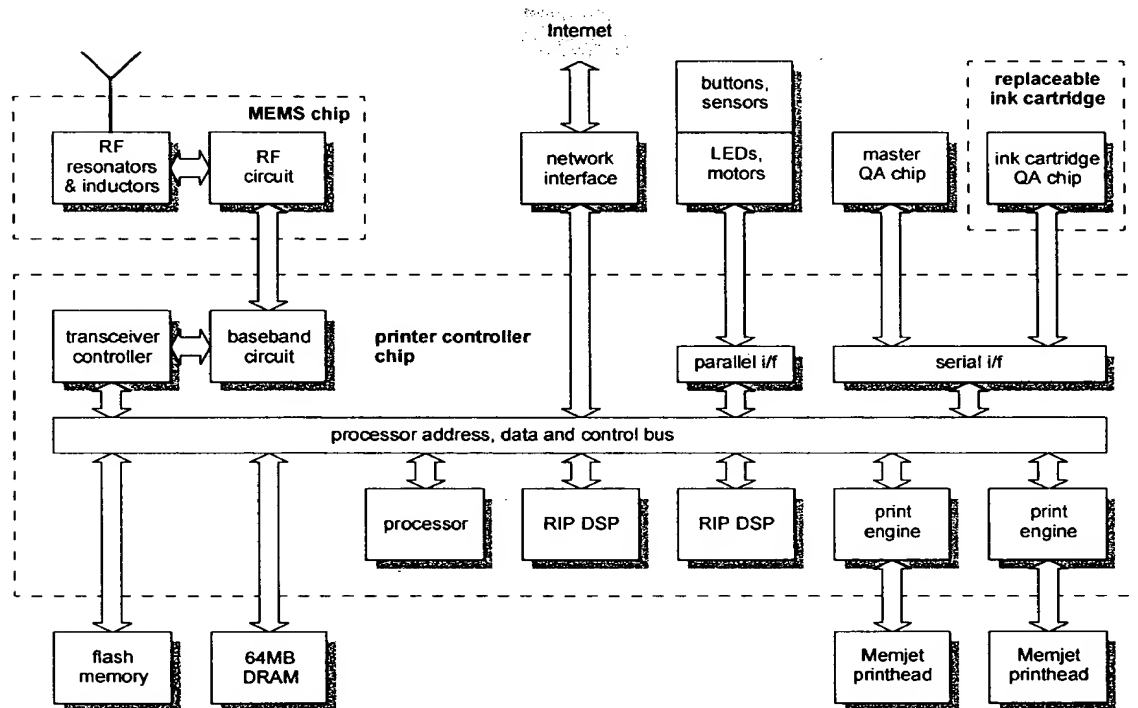 Internet
MEMS chip
RF
resonators
& inductors
RF
circuit
network
interface
buttons,
sensors
LEDs,
motors
master
QA chip
replaceable
ink cartridge
ink cartridge
QA chip
transceiver
controller
baseband
circuit
printer controller
chip
parallel i/f
serial i/f
processor address, data and control bus
processor
RIP DSP
RIP DSP
print
engine
print
engine
flash
memory
64MB
DRAM
Memjet
printhead
Memjet
printhead